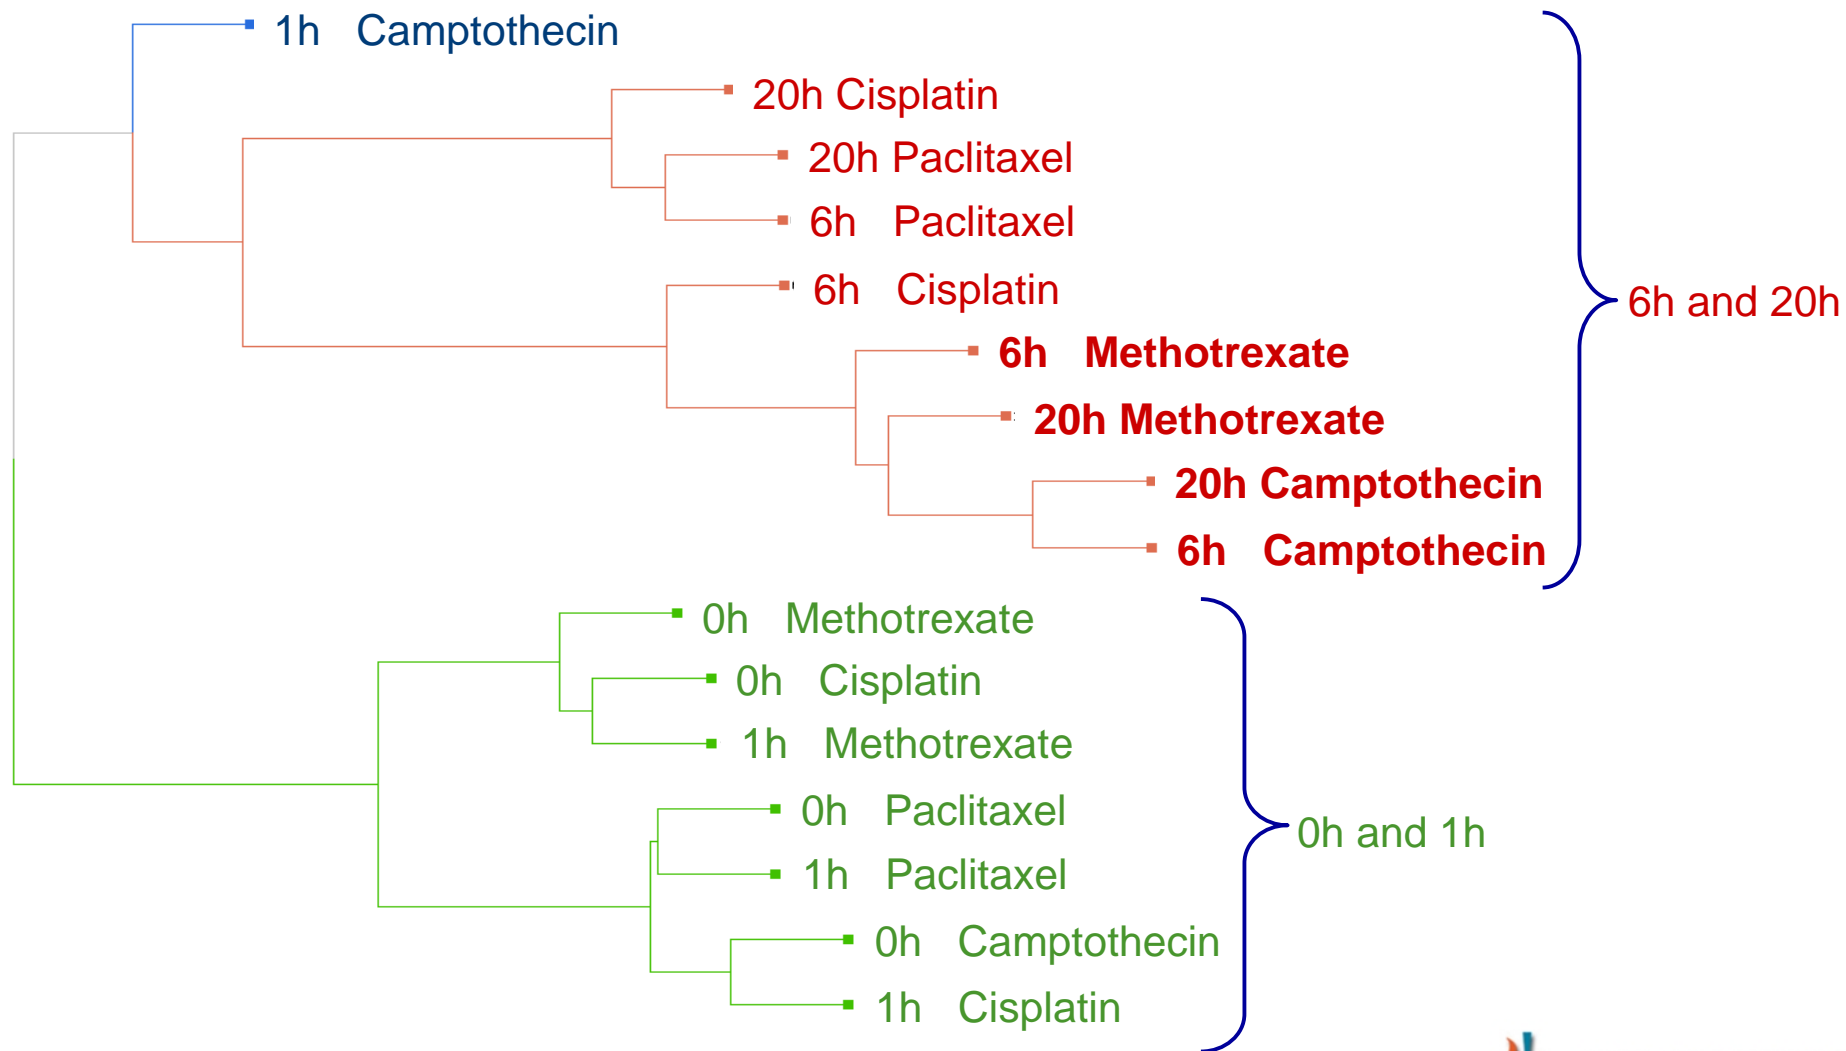 1h Camptothecin
20h Cisplatin
20h Paclitaxel
6h Paclitaxel
6h Cisplatin
6h and 20h
6h Methotrexate
20h Methotrexate
20h Camptothecin
6h Camptothecin
0h Methotrexate
0h Cisplatin
1h Methotrexate
0h Paclitaxel
0h and 1h
1h Paclitaxel
0h Camptothecin
1h Cisplatin